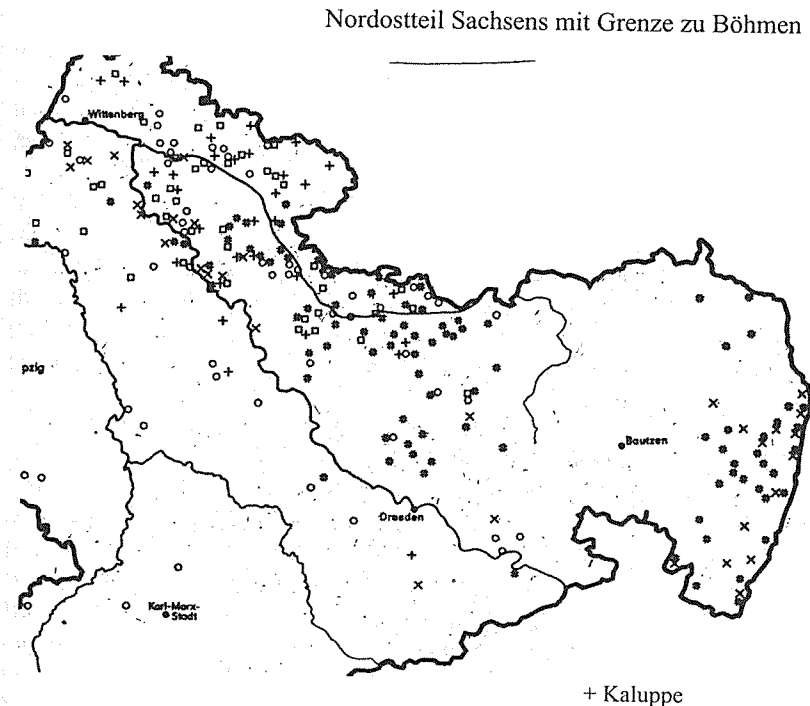 Nordostteil Sachsens mit Grenze zu Böhmen
Wittenberg
pzig
Bautzen
Dresden
Karl-Marx-
Stadt
+ Kaluppe